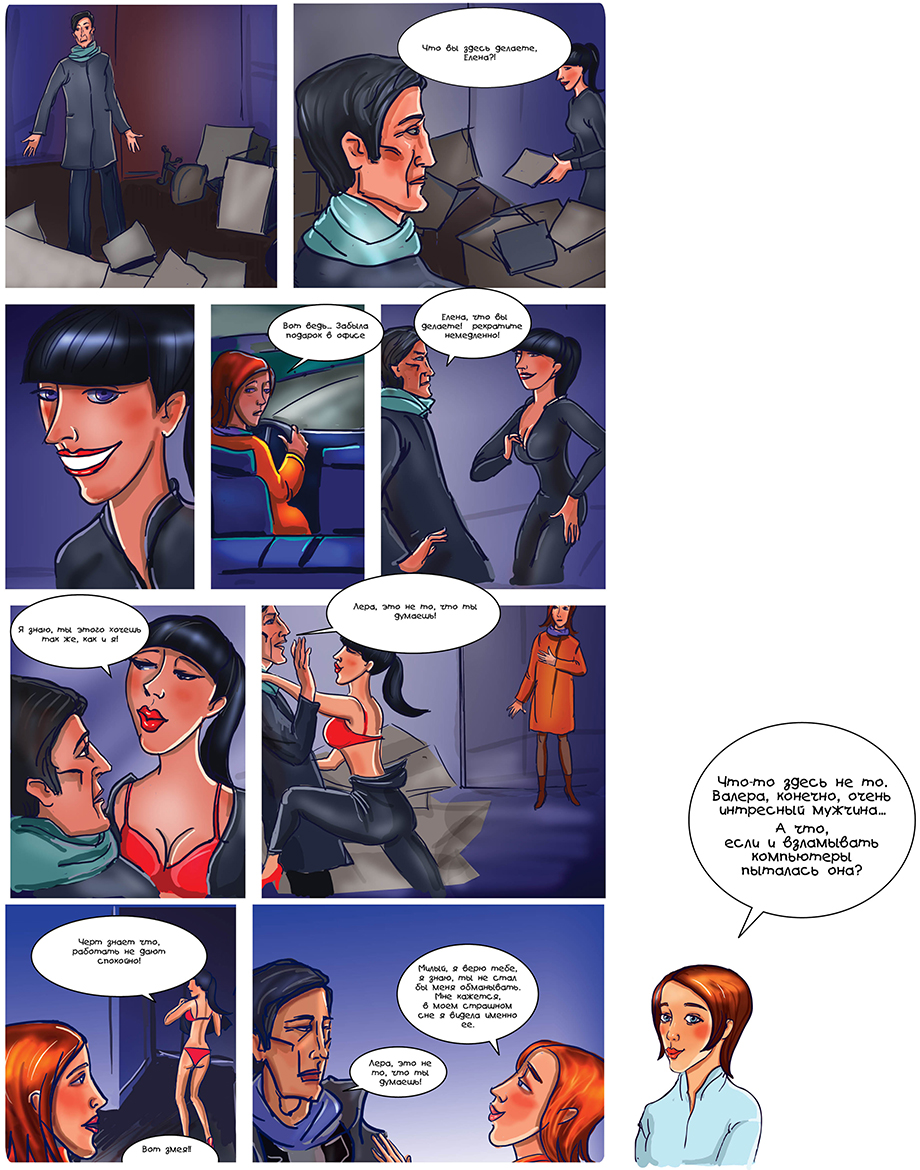 Что вы здесь делаете,
Елена?!
Вот ведь... Забыла
подарок в офисе
Елена, что вы
делаете! рекратите
немедленно!
Я знаю, ты этого хочешь
так же, как и я!
Лера, это не то, что ты
думаешь!
Черт знает что,
работать не дают
спокойно!
Вот змея!!
Милый, я верю тебе,
я знаю, ты не стал
бы меня обманывать.
Мне кажется,
в моем страшном
сне я видела именно
ее.
Лера, это не
то, что ты
думаешь!
Что-то здесь не то.
Валера, конечно, очень
интресный мужчина...
А что,
если и взламывать
компьютеры
пыталась она?